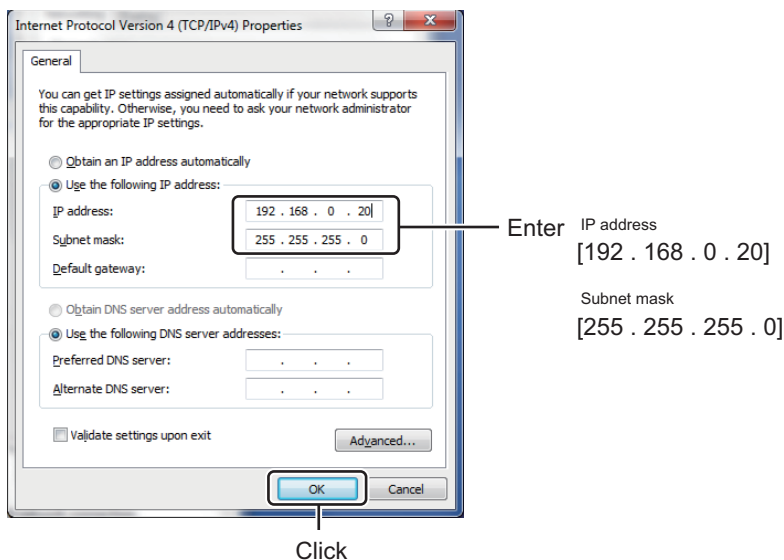 Internet Protocol Version 4 (TCP/IPv4) Properties
General
You can get IP settings assigned automatically if your network supports
this capability. Otherwise, you need to ask your network administrator
for the appropriate IP settings.
Obtain an IP address automatically
Use the following IP address:
IP address: 192 . 168 . 0 . 20
Subnet mask: 255 . 255 . 255 . 0
Default gateway: . . .
Obtain DNS server address automatically
Use the following DNS server addresses:
Preferred DNS server: . . .
Alternate DNS server: . . .
Validate settings upon exit
Advanced...
OK
Cancel
Enter
IP address
[192 . 168 . 0 . 20]
Subnet mask
[255 . 255 . 255 . 0]
Click